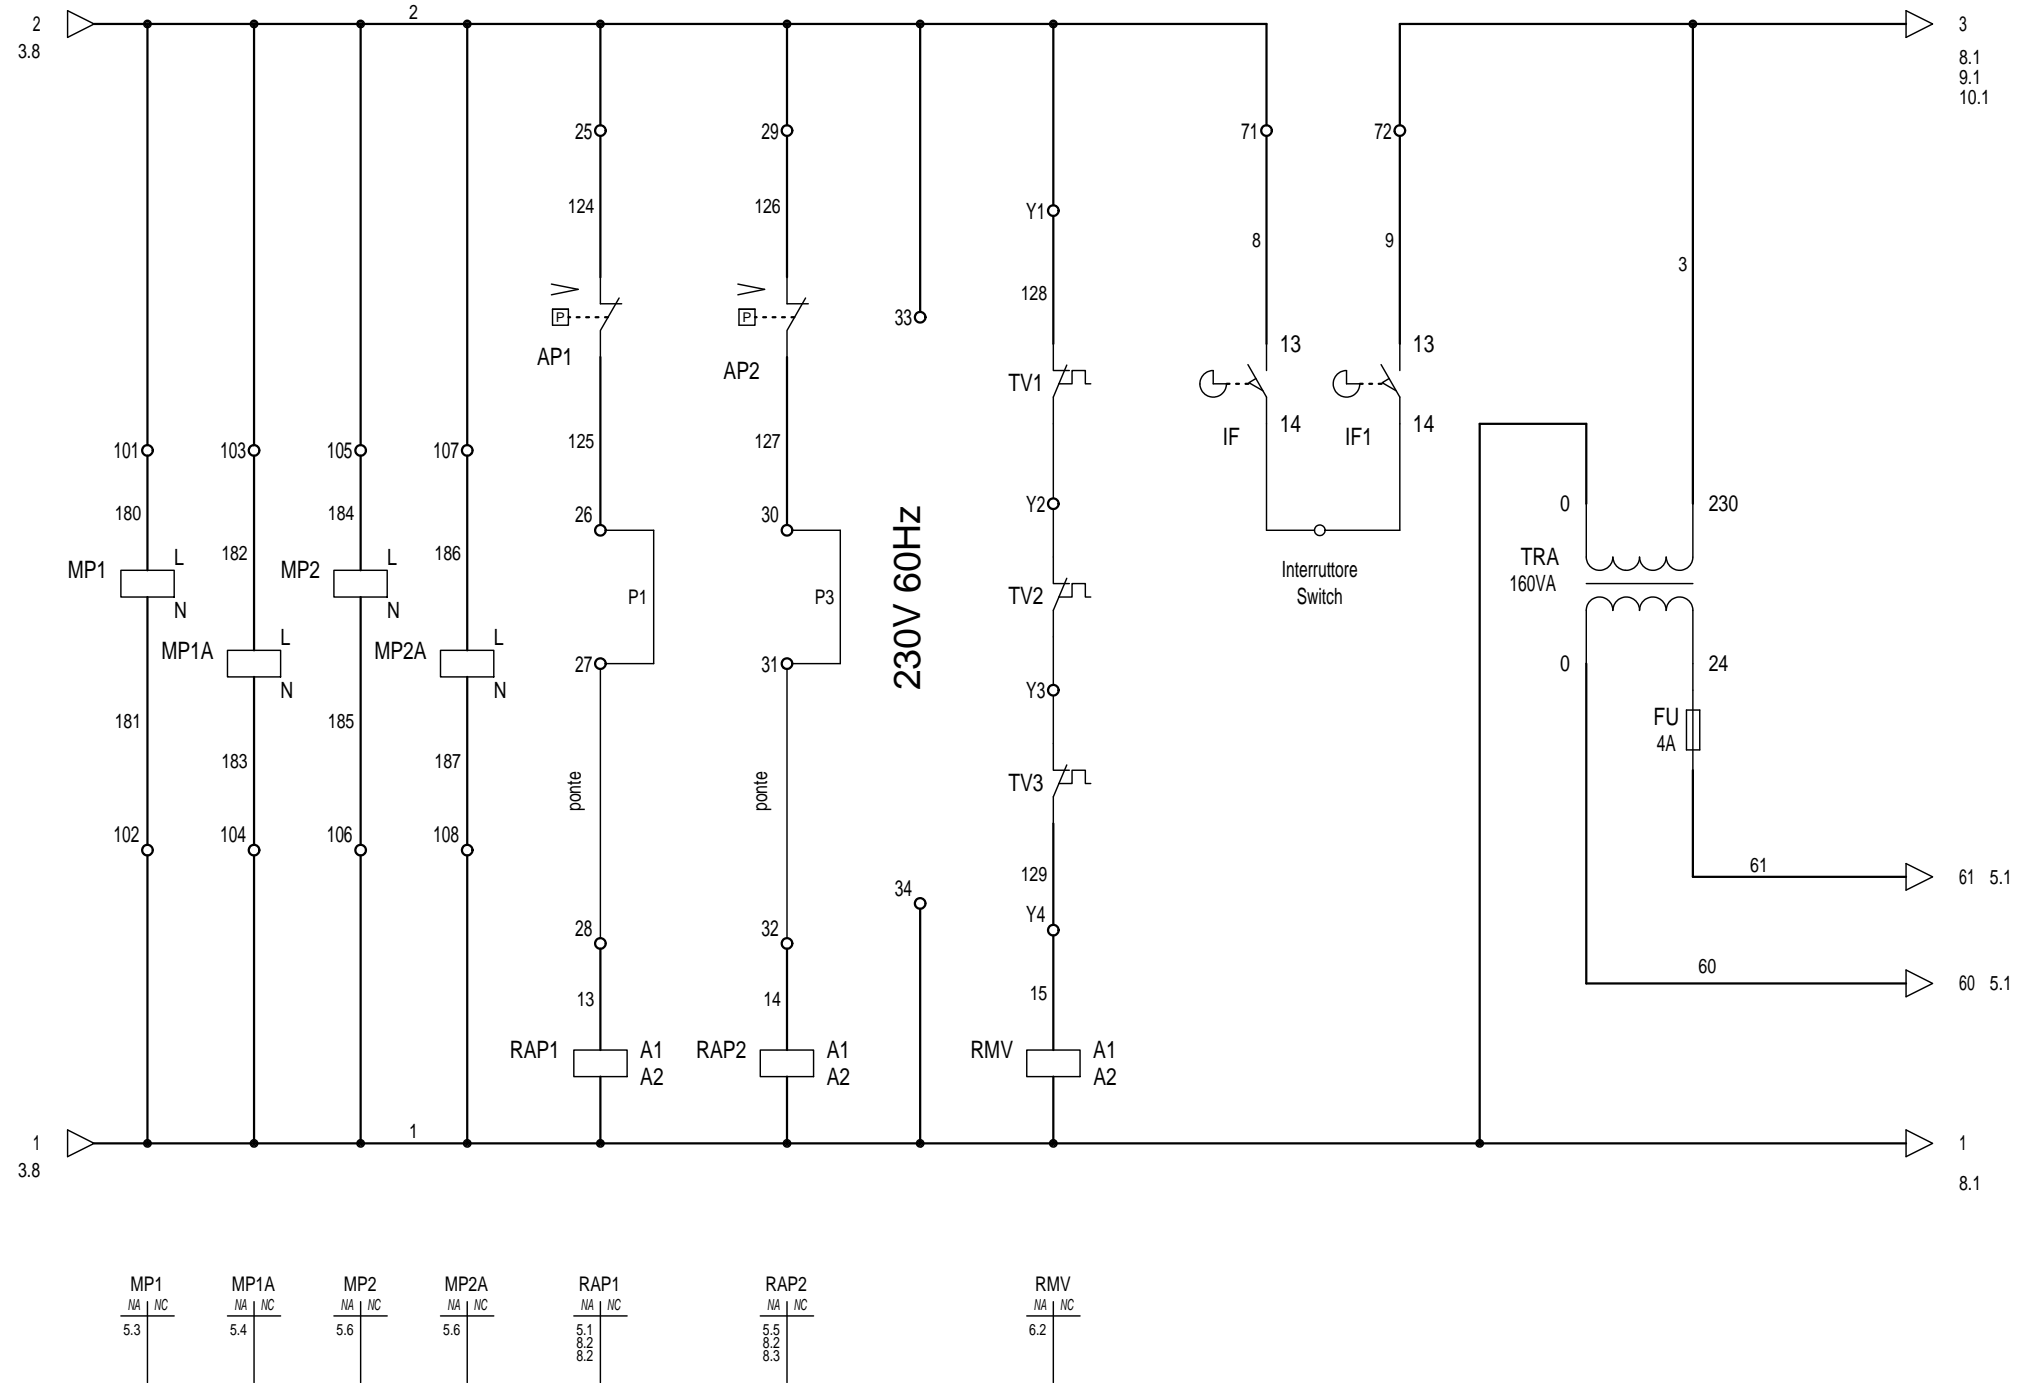 2
2
3
3.8
8.1
9.1
10.1
25
29
71
72
124
126
Y1
8
9
3
128
P
P
33
13
13
AP1
AP2
TV1
14
14
IF
IF1
125
127
101
103
105
107
180
184
26
30
Y2
0
230
L
L
182
186
TRA
MP1
MP2
Interruttore
160VA
N
N
P1
P3
TV2
Switch
230V 60Hz
L
L
MP1A
MP2A
27
31
0
24
N
N
Y3
181
185
FU
4A
183
187
ponte
ponte
TV3
102
104
106
108
61
61 5.1
129
34
Y4
28
32
60
60 5.1
13
14
15
RAP1
A1
RAP2
A1
RMV
A1
A2
A2
A2
1
1
1
3.8
8.1
MP1
MP1A
MP2
MP2A
RAP1
RAP2
RMV
NA NC
NA NC
NA NC
NA NC
NA NC
NA NC
NA NC
5.3
5.4
5.6
5.6
5.1
8.2
8.2
5.5
8.2
8.3
6.2